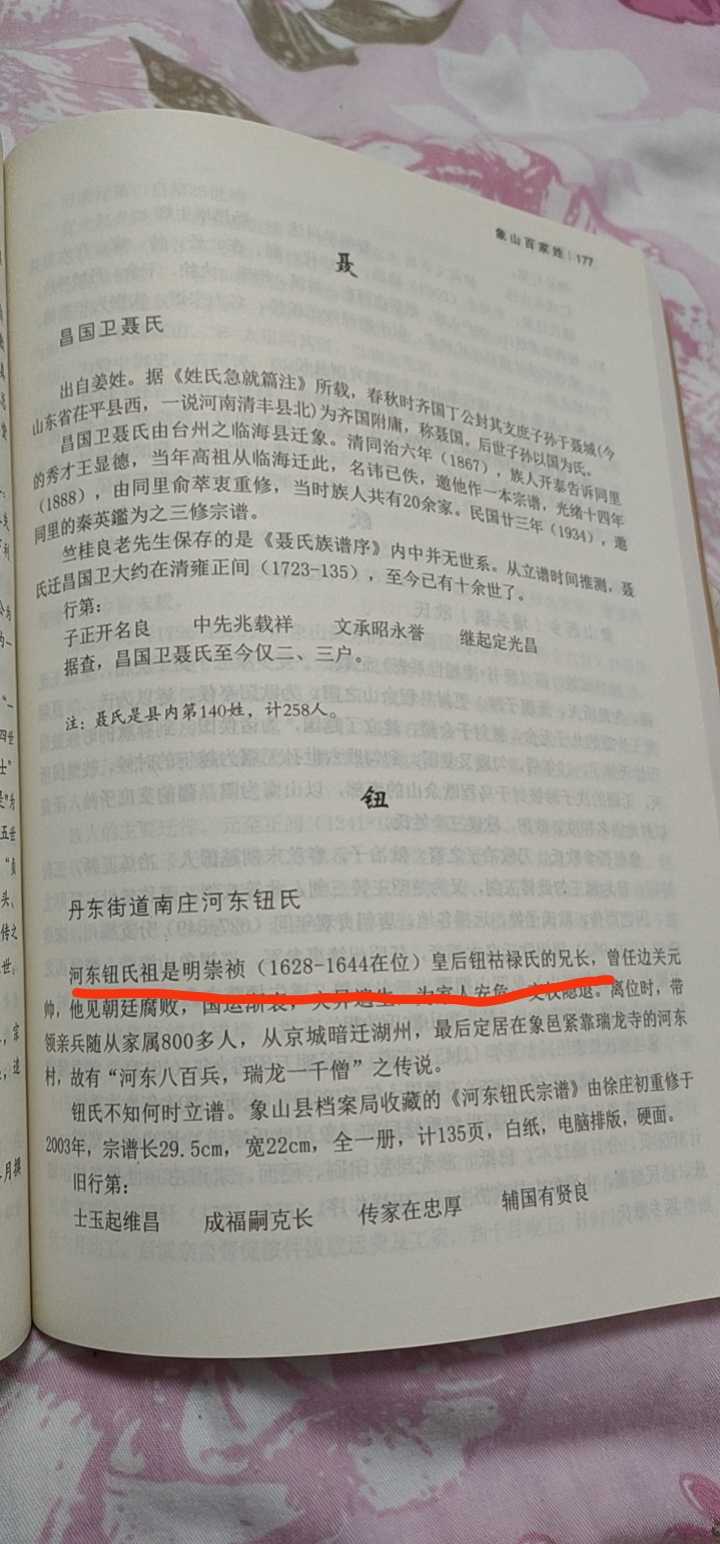 象山百家姓 | 177
聂
昌国卫聂氏
出自姜姓。据《姓氏急就篇注》所载，春秋时齐国丁公封其支庶子孙于聂城(今
山东省茌平县西，一说河南清丰县北)为齐国附庸，称聂国。后世子孙以国为氏。
昌国卫聂氏由台州之临海县迁象。清同治六年（1867），族人开泰告诉同里
的秀才王显德，当年高祖从临海迁此，名讳已佚，邀他作一本宗谱，光绪十四年
（1888），由同里俞萃衷重修，当时族人共有20余家。民国廿三年（1934），邀
同里的秦英鑑为之三修宗谱。
竺桂良老先生保存的是《聂氏族谱序》内中并无世系。从立谱时间推测，聂
氏迁昌国卫大约在清雍正间（1723-135），至今已有十余世了。
行第：
子正开名良 中先兆载祥 文承昭永誉 继起定光昌
据查，昌国卫聂氏至今仅二、三户。
注：聂氏是县内第140姓，计258人。
钮
丹东街道南庄河东钮氏
河东钮氏祖是明崇祯（1628-1644在位）皇后钮祜禄氏的兄长，曾任边关元
帅，他见朝廷腐败，国运渐衰，为家人安危，交权隐退。离位时，带
领亲兵随从家属800多人，从京城暗迁湖州，最后定居在象邑紧靠瑞龙寺的河东
村，故有“河东八百兵，瑞龙一千僧”之传说。
钮氏不知何时立谱。象山县档案局收藏的《河东钮氏宗谱》由徐庄初重修于
2003年，宗谱长29.5cm，宽22cm，全一册，计135页，白纸，电脑排版，硬面。
旧行第：
士玉起维昌 成福嗣克长 传家在忠厚 辅国有贤良